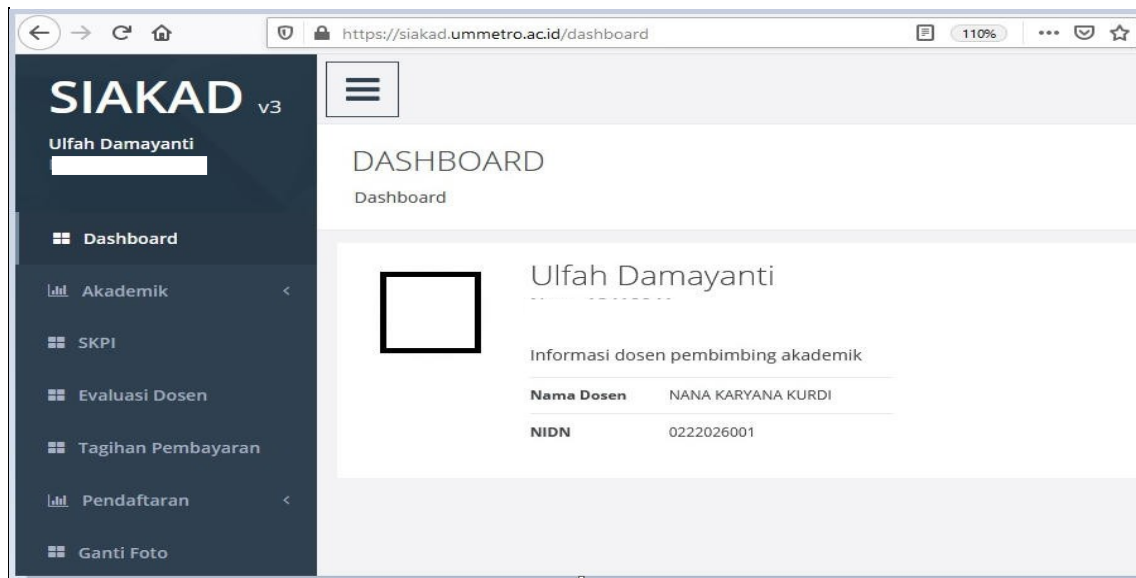 https://siakad.ummetro.ac.id/dashboard
110%
SIAKAD v3
Ulfah Damayanti
Dashboard
Akademik
SKPI
Evaluasi Dosen
Tagihan Pembayaran
Pendaftaran
Ganti Foto
DASHBOARD
Dashboard
Ulfah Damayanti
Informasi dosen pembimbing akademik
Nama Dosen NANA KARYANA KURDI
NIDN 0222026001